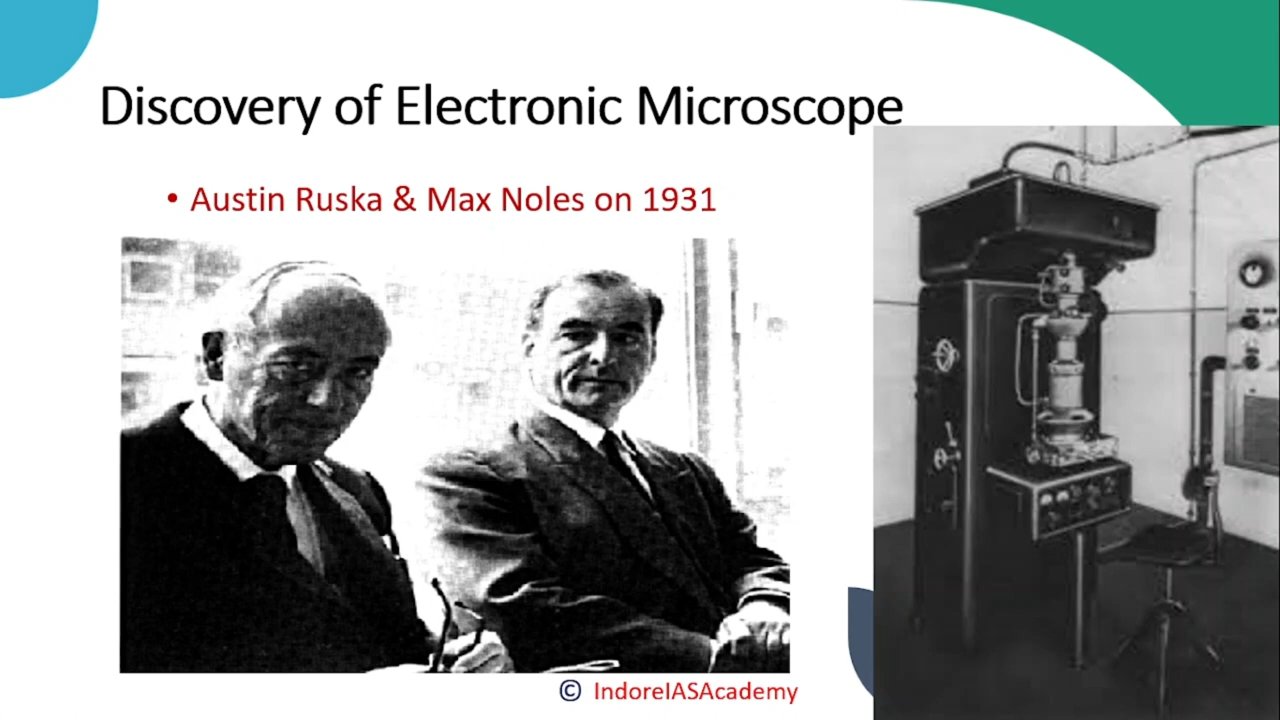 Discovery of Electronic Microscope
• Austin Ruska & Max Noles on 1931
© IndoreIASAcademy